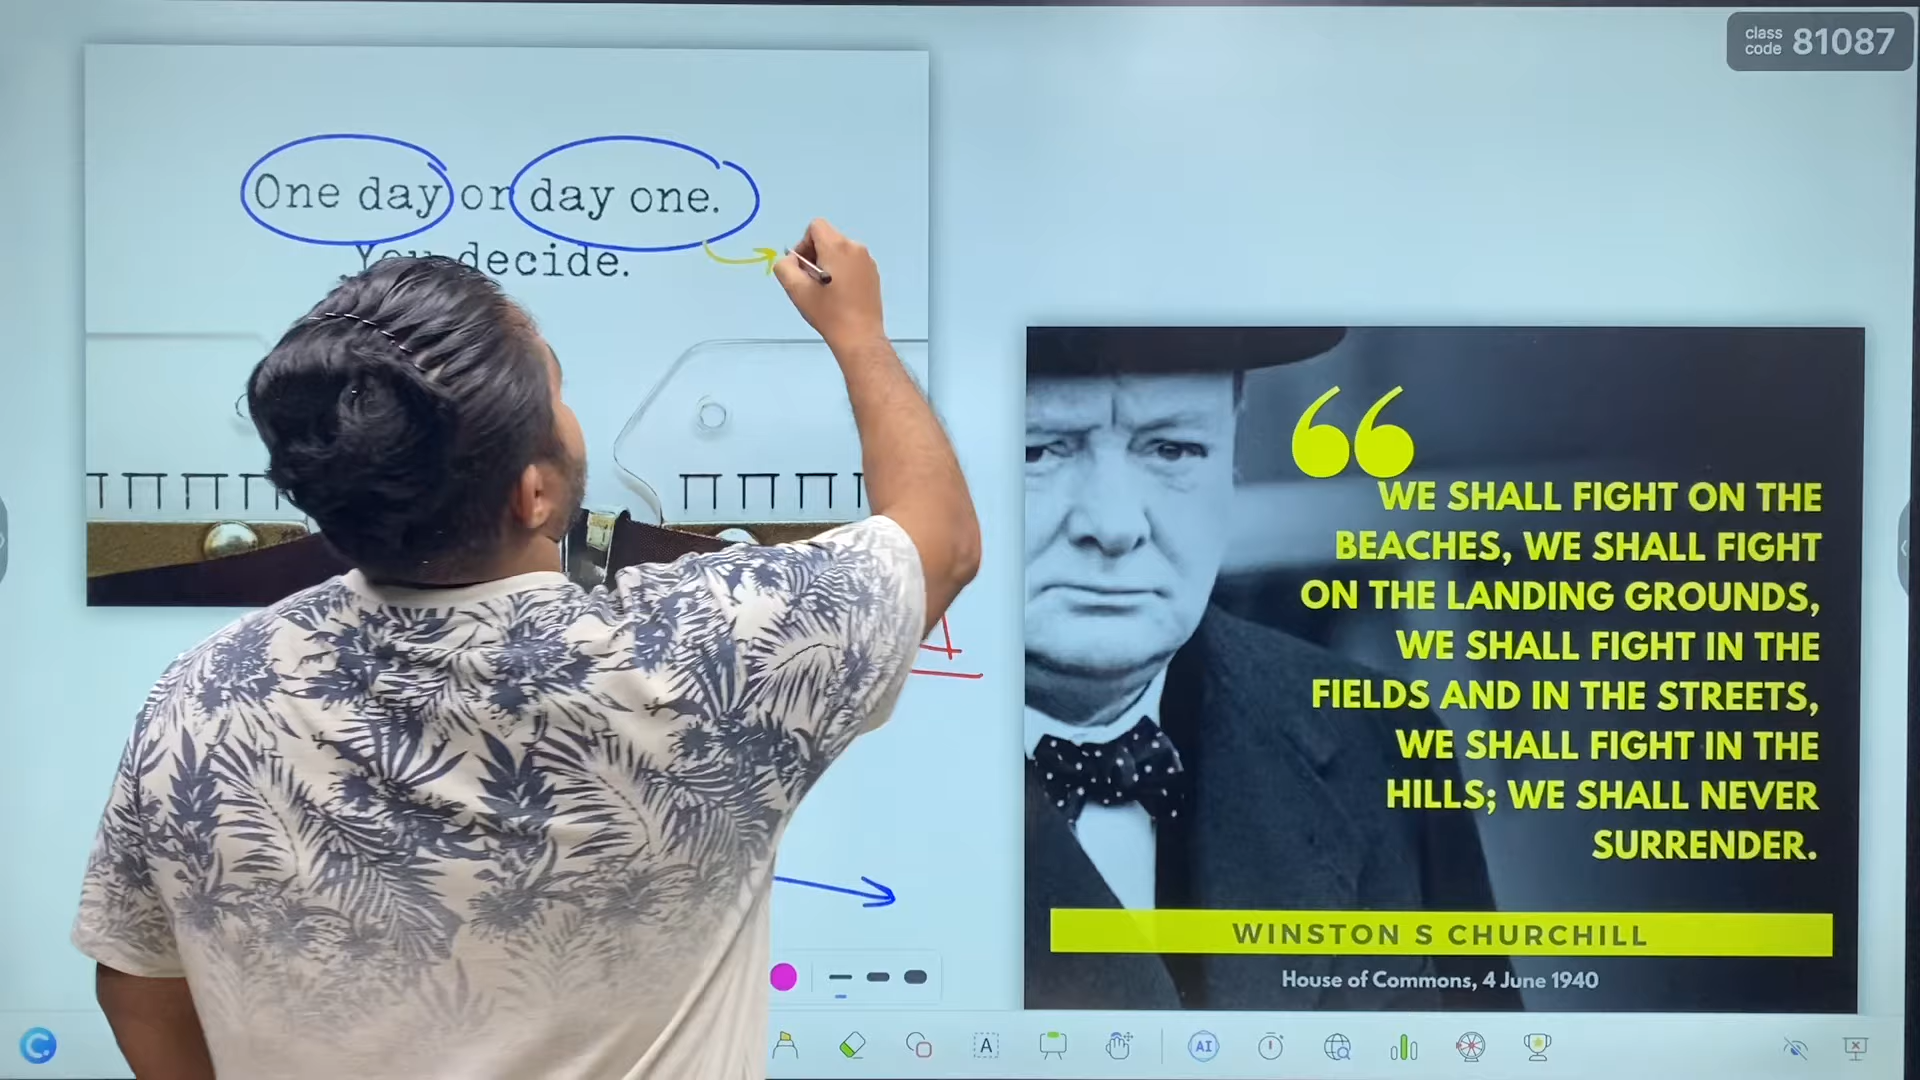 class
code 81087
One day or day one.
You decide.
WE SHALL FIGHT ON THE
BEACHES, WE SHALL FIGHT
ON THE LANDING GROUNDS,
WE SHALL FIGHT IN THE
FIELDS AND IN THE STREETS,
WE SHALL FIGHT IN THE
HILLS; WE SHALL NEVER
SURRENDER.
WINSTON S CHURCHILL
House of Commons, 4 June 1940
A
AI